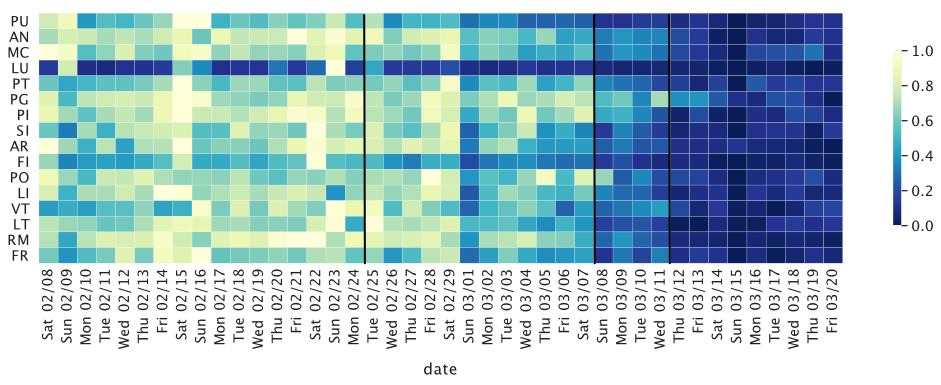 PU
AN
MC
LU
PT
PG
PI
SI
AR
FI
PO
LI
VT
LT
RM
FR
1.0
0.8
0.6
0.4
0.2
0.0
Sat 02/08
Sun 02/09
Mon 02/10
Tue 02/11
Wed 02/12
Thu 02/13
Fri 02/14
Sat 02/15
Sun 02/16
Mon 02/17
Tue 02/18
Wed 02/19
Thu 02/20
Fri 02/21
Sat 02/22
Sun 02/23
Mon 02/24
Tue 02/25
Wed 02/26
Thu 02/27
Fri 02/28
Sat 02/29
Sun 03/01
Mon 03/02
Tue 03/03
Wed 03/04
Thu 03/05
Fri 03/06
Sat 03/07
Sun 03/08
Mon 03/09
Tue 03/10
Wed 03/11
Thu 03/12
Fri 03/13
Sat 03/14
Sun 03/15
Mon 03/16
Tue 03/17
Wed 03/18
Thu 03/19
Fri 03/20
date